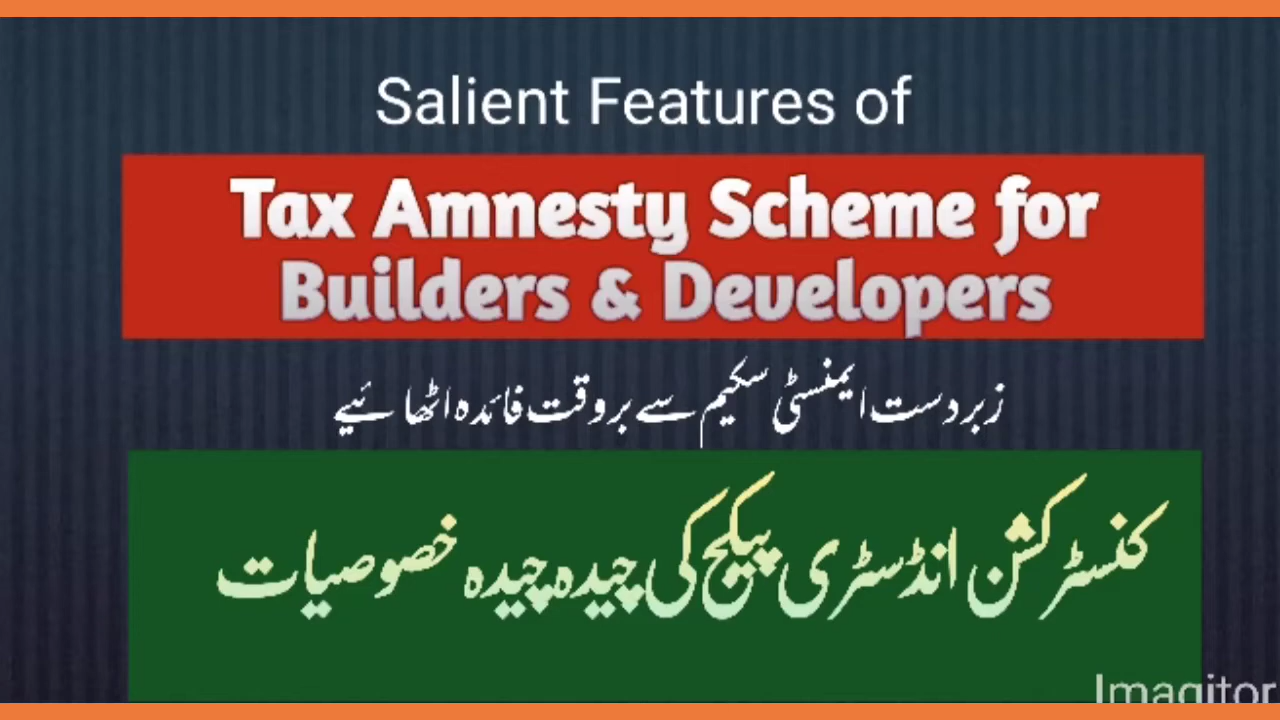 Salient Features of
Tax Amnesty Scheme for
Builders & Developers
زبردست ایمنسٹی سکیم سے بروقت فائدہ اٹھائیے
کنسٹرکشن انڈسٹری پیکیج کی چیدہ چیدہ خصوصیات
Imagitor